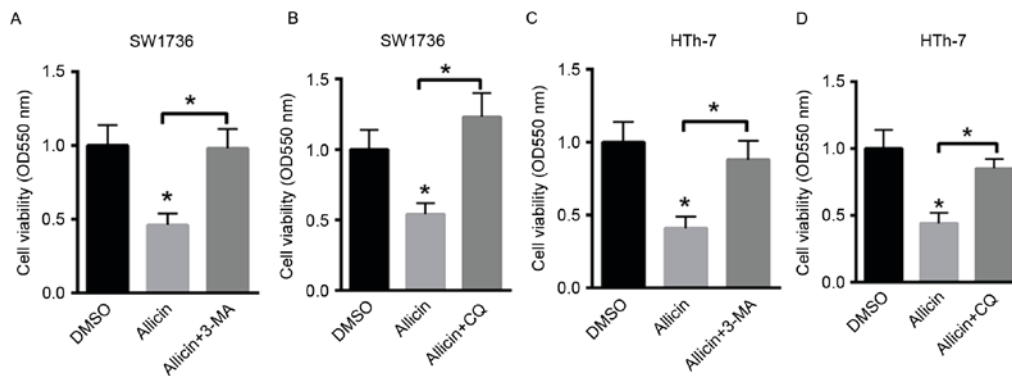 A
SW1736
Cell viability (OD550 nm)
1.5
1.0
0.5
0.0
*
*
DMSO
Allicin
Allicin+3-MA
B
SW1736
Cell viability (OD550 nm)
1.5
1.0
0.5
0.0
*
*
DMSO
Allicin
Allicin+CQ
C
HTh-7
Cell viability (OD550 nm)
1.5
1.0
0.5
0.0
*
*
DMSO
Allicin
Allicin+3-MA
D
HTh-7
Cell viability (OD550 nm)
1.5
1.0
0.5
0.0
*
*
DMSO
Allicin
Allicin+CQ